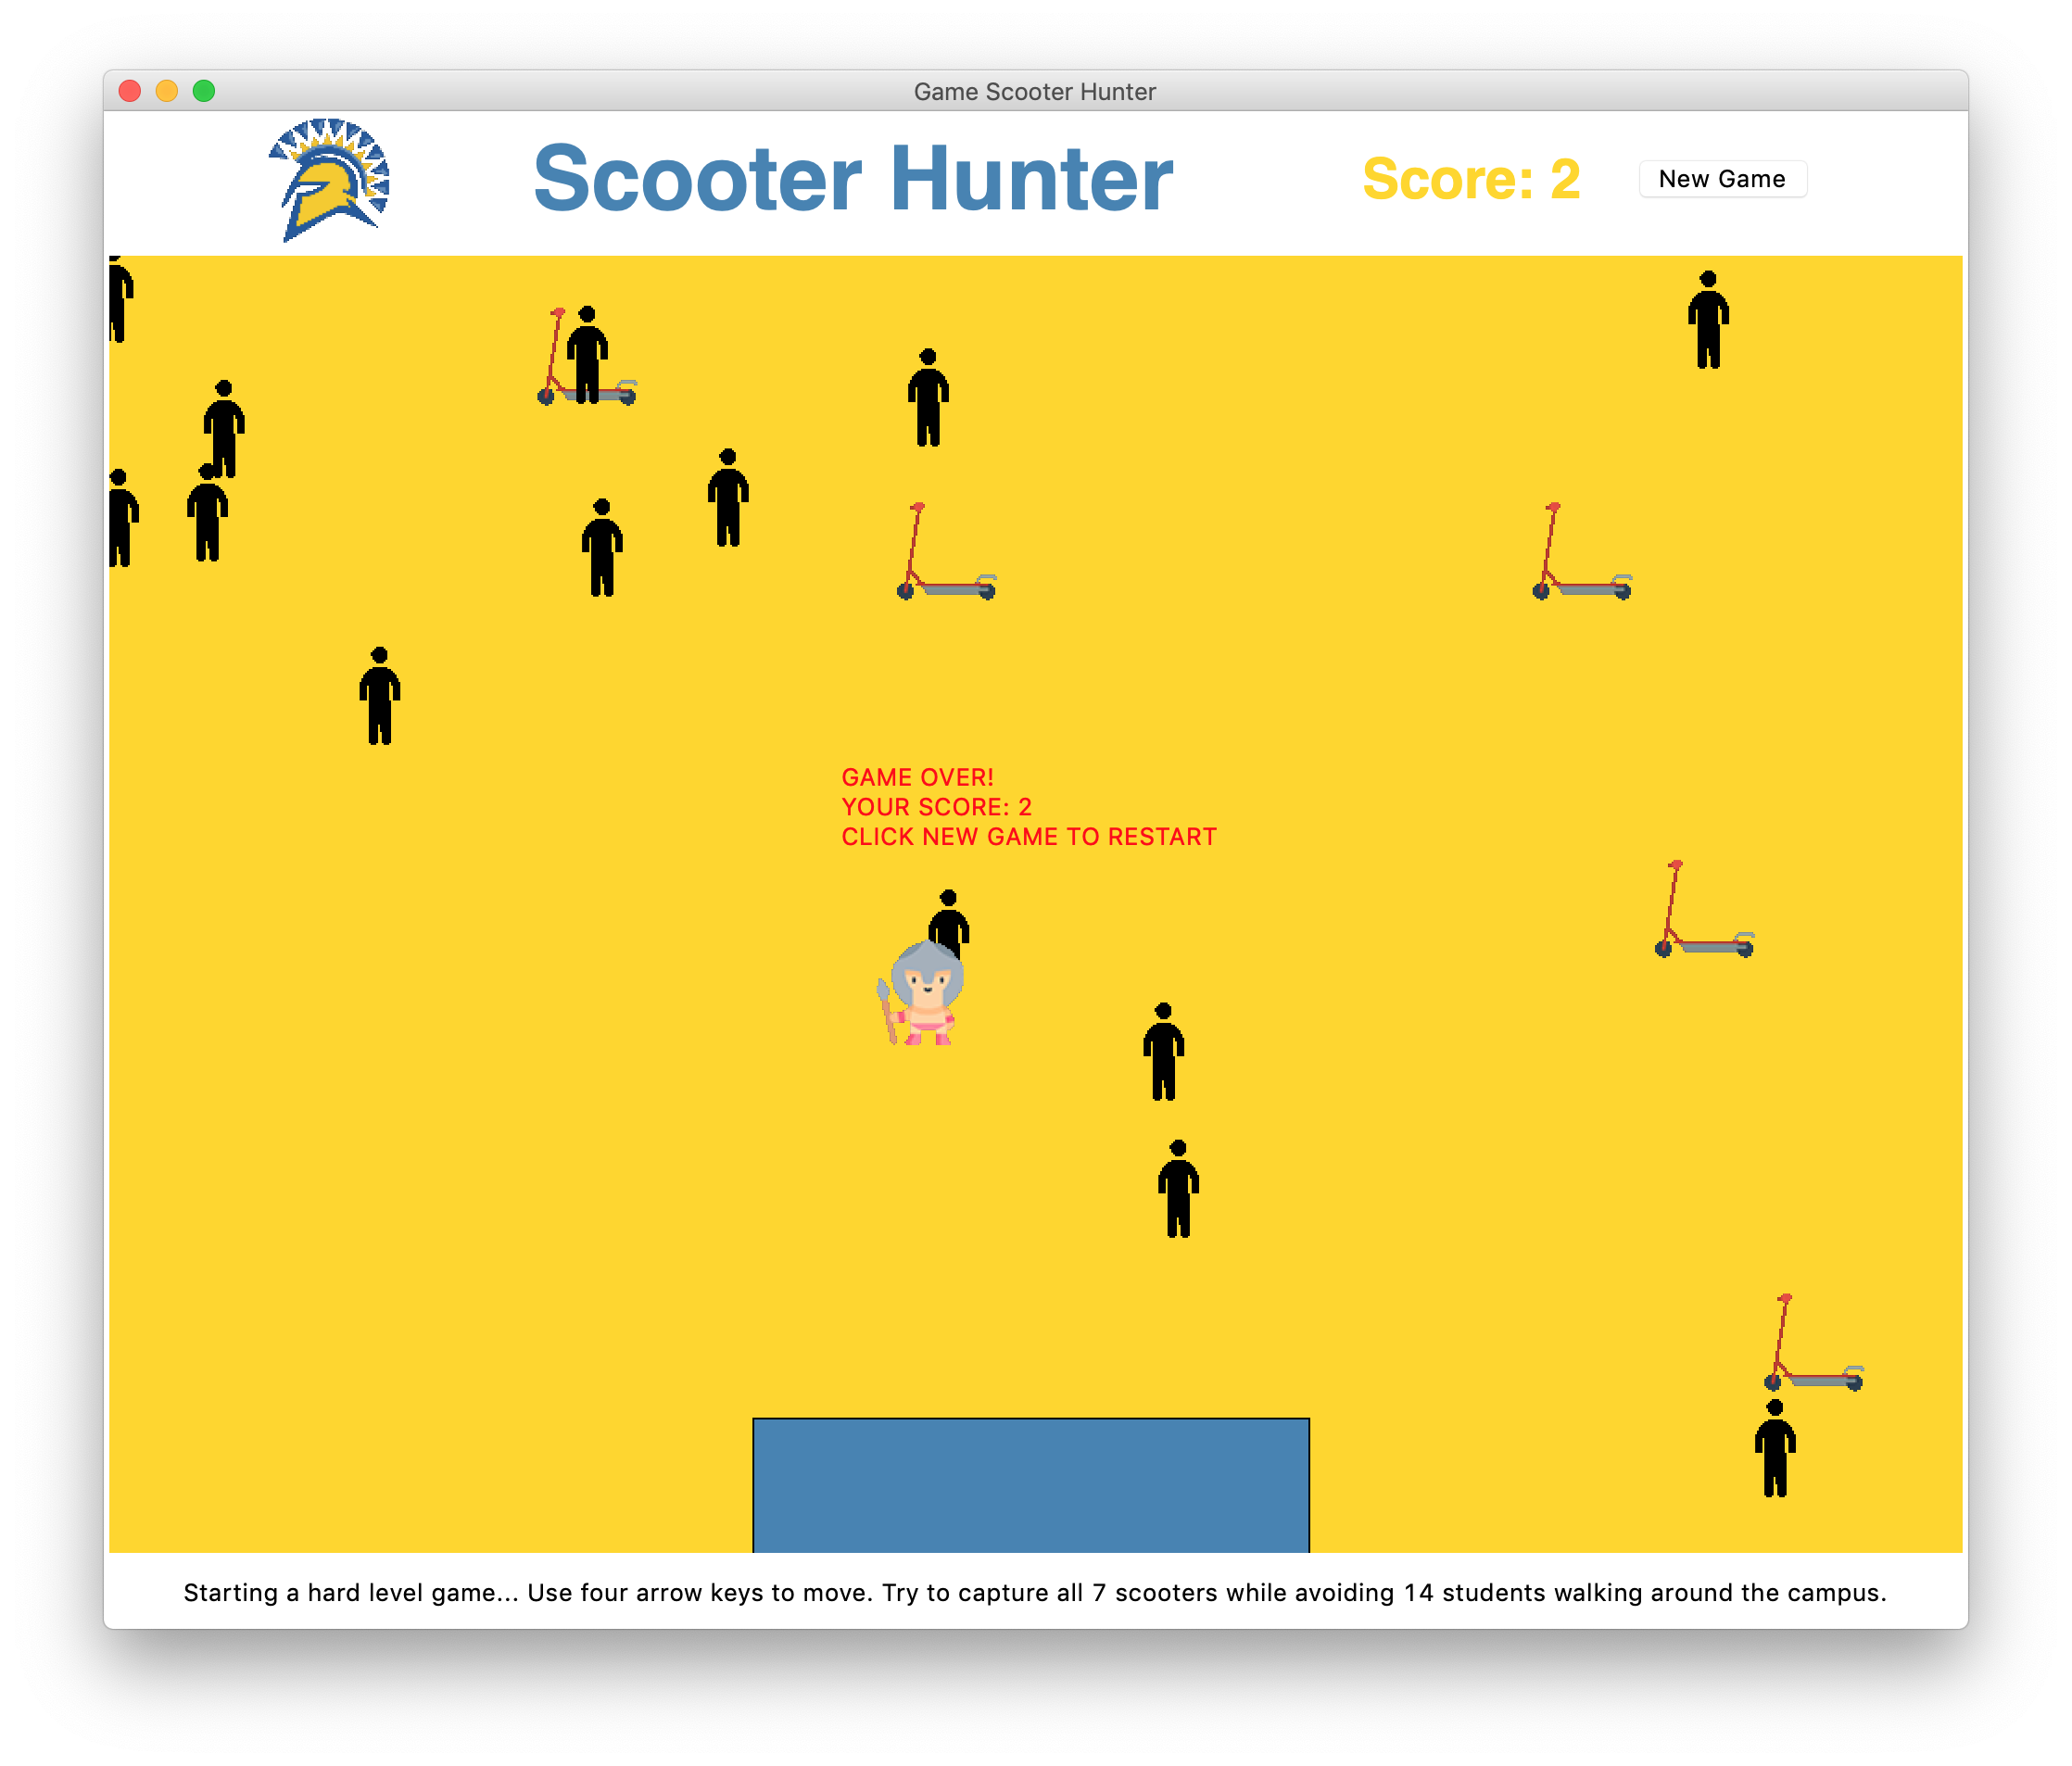 Game Scooter Hunter
Scooter Hunter
Score: 2
New Game
GAME OVER!
YOUR SCORE: 2
CLICK NEW GAME TO RESTART
Starting a hard level game... Use four arrow keys to move. Try to capture all 7 scooters while avoiding 14 students walking around the campus.